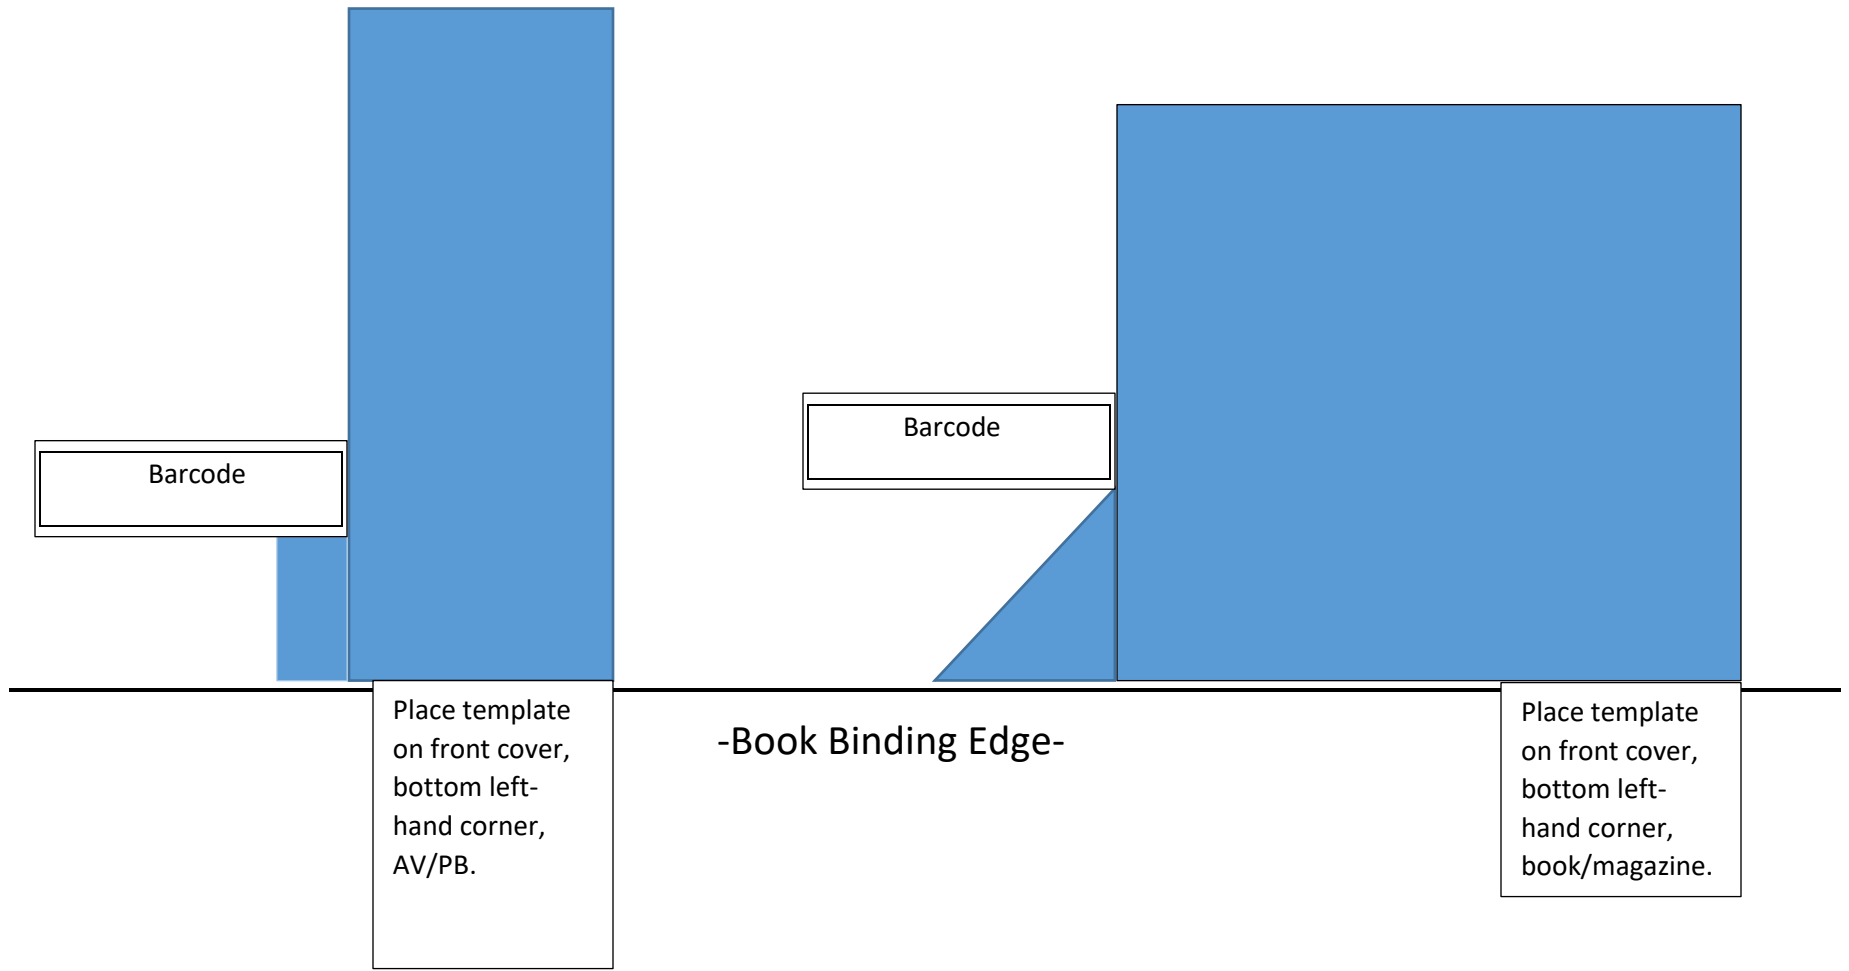 Barcode
Barcode
Place template
on front cover,
bottom left-
hand corner,
AV/PB.
-Book Binding Edge-
Place template
on front cover,
bottom left-
hand corner,
book/magazine.